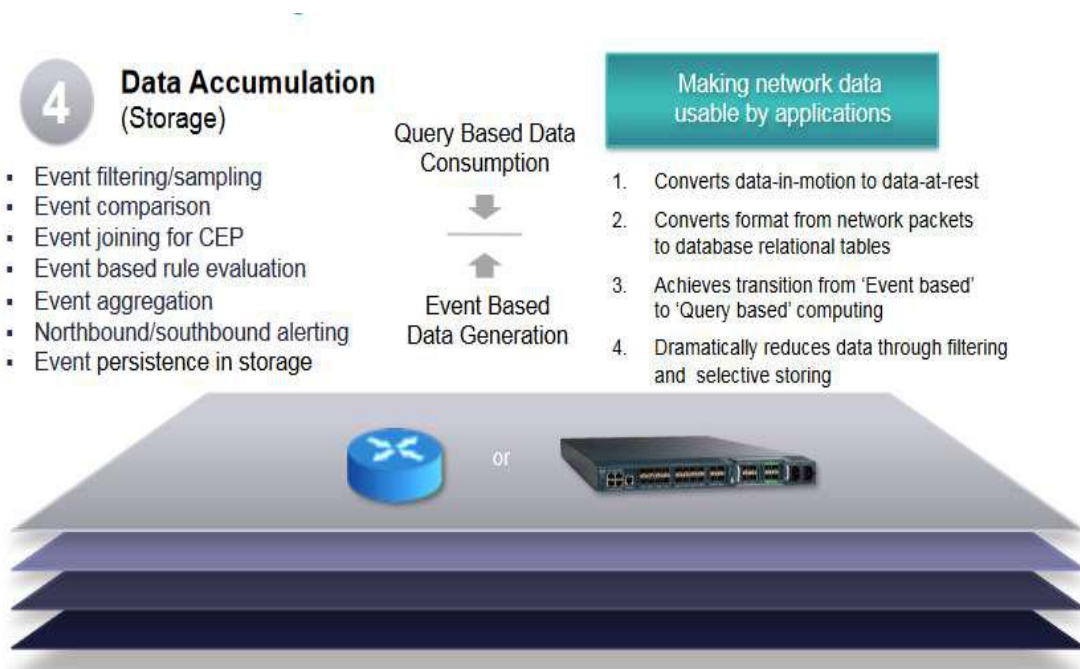 4
Data Accumulation
(Storage)
▪ Event filtering/sampling
▪ Event comparison
▪ Event joining for CEP
▪ Event based rule evaluation
▪ Event aggregation
▪ Northbound/southbound alerting
▪ Event persistence in storage
Query Based Data
Consumption
Event Based
Data Generation
Making network data
usable by applications
1. Converts data-in-motion to data-at-rest
2. Converts format from network packets
to database relational tables
3. Achieves transition from ‘Event based’
to ‘Query based’ computing
4. Dramatically reduces data through filtering
and selective storing
or